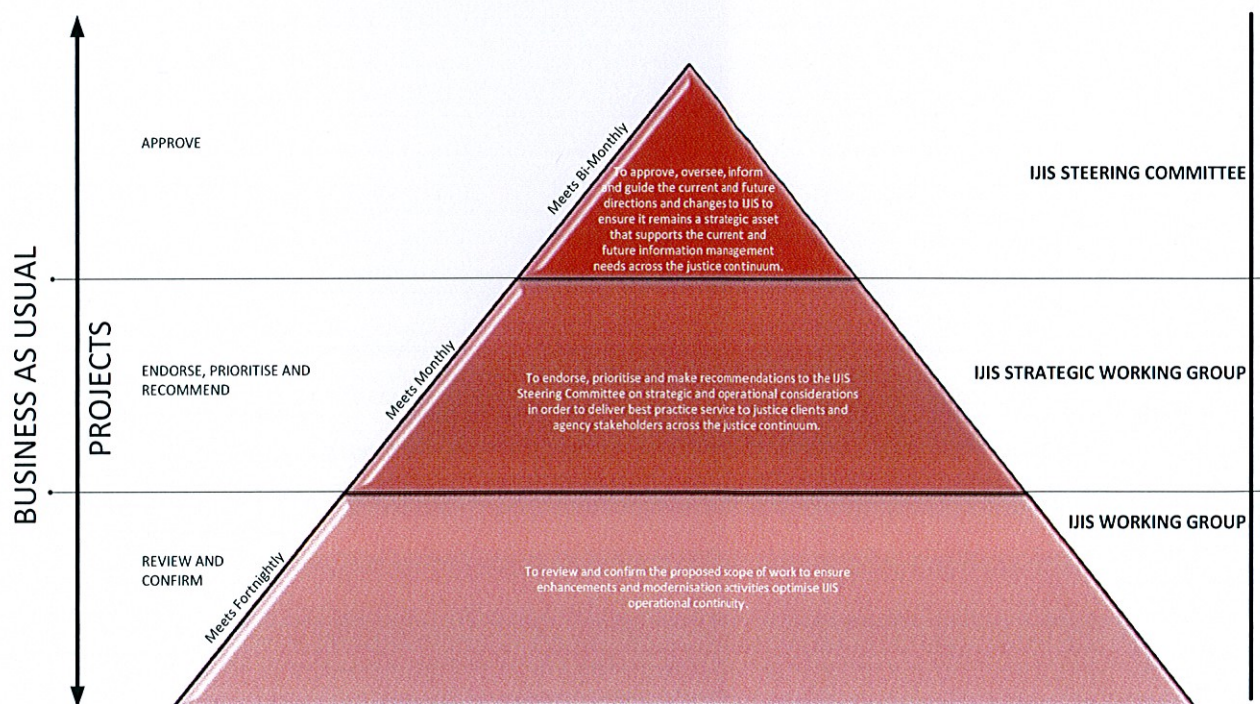 BUSINESS AS USUAL
PROJECTS
APPROVE
Meets Bi-Monthly
To approve, oversee, inform
and guide the current and future
directions and changes to IJIS to
ensure it remains a strategic asset
that supports the current and
future information management
needs across the justice continuum.
IJIS STEERING COMMITTEE
ENDORSE, PRIORITISE AND
RECOMMEND
Meets Monthly
To endorse, prioritise and make recommendations to the IJIS
Steering Committee on strategic and operational considerations
in order to deliver best practice service to justice clients and
agency stakeholders across the justice continuum.
IJIS STRATEGIC WORKING GROUP
REVIEW AND
CONFIRM
Meets Fortnightly
To review and confirm the proposed scope of work to ensure
enhancements and modernisation activities optimise IJIS
operational continuity.
IJIS WORKING GROUP